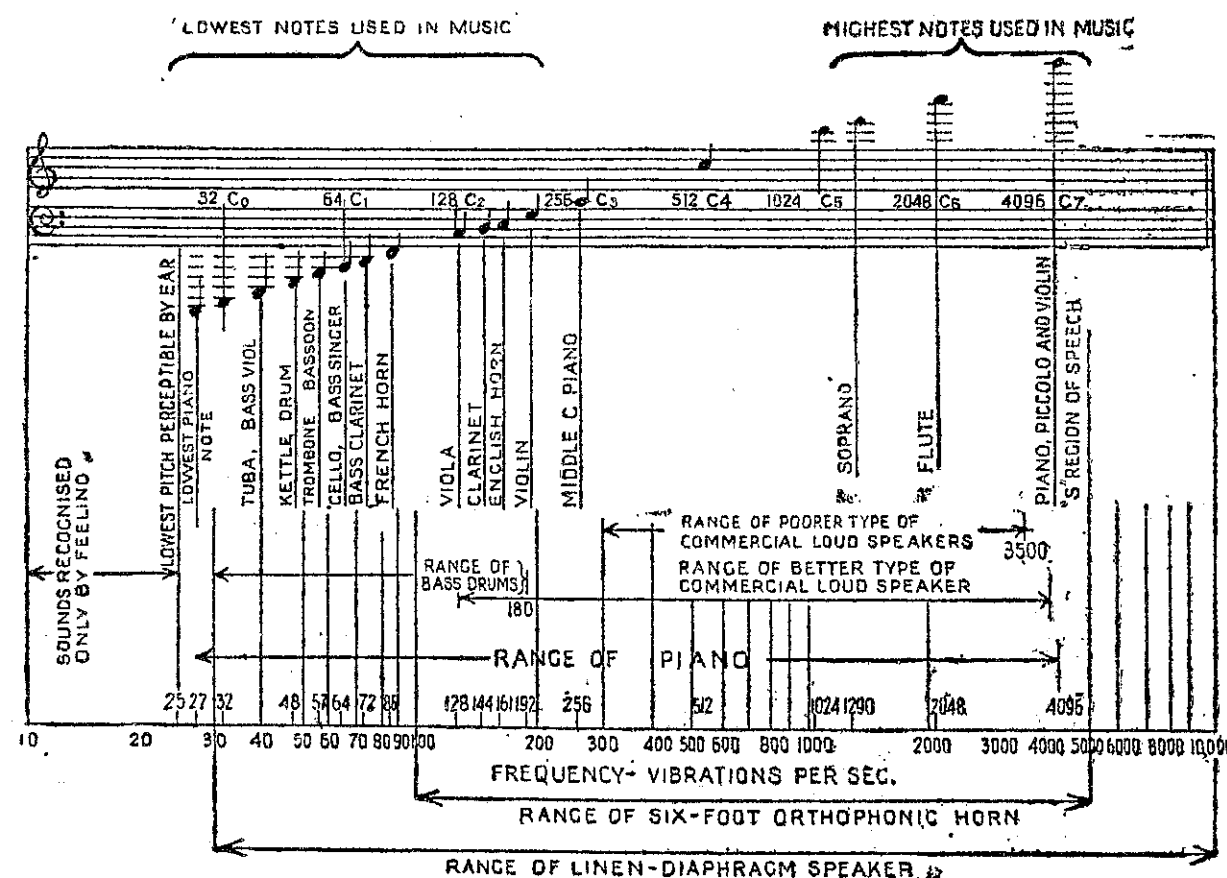 LOWEST NOTES USED IN MUSIC
HIGHEST NOTES USED IN MUSIC
32 C0
64 C1
128 C2
256 C3
512 C4
1024 C5
2048 C6
4096 C7
SOUNDS RECOGNISED
ONLY BY FEELING
LOWEST PITCH PERCEPTIBLE BY EAR
LOWEST PIANO
NOTE
TUBA, BASS VIOL
KETTLE DRUM
TROMBONE BASSOON
'CELLO, BASS SINGER
BASS CLARINET
FRENCH HORN
VIOLA
CLARINET
ENGLISH HORN
VIOLIN
MIDDLE C PIANO
SOPRANO
FLUTE
PIANO, PICCOLO AND VIOLIN
"S" REGION OF SPEECH
RANGE OF POORER TYPE OF
COMMERCIAL LOUD SPEAKERS
3500
RANGE OF
BASS DRUMS
180
RANGE OF BETTER TYPE OF
COMMERCIAL LOUD SPEAKER
RANGE OF PIANO
25 27 32 48 64 72 128 144 161 192 256 512 1024 1290 2048 4096
10 20 30 40 50 60 70 80 90 100 200 300 400 500 600 800 1000 2000 3000 4000 5000 6000 8000 10,000
FREQUENCY - VIBRATIONS PER SEC.
RANGE OF SIX-FOOT ORTHOPHONIC HORN
RANGE OF LINEN-DIAPHRAGM SPEAKER